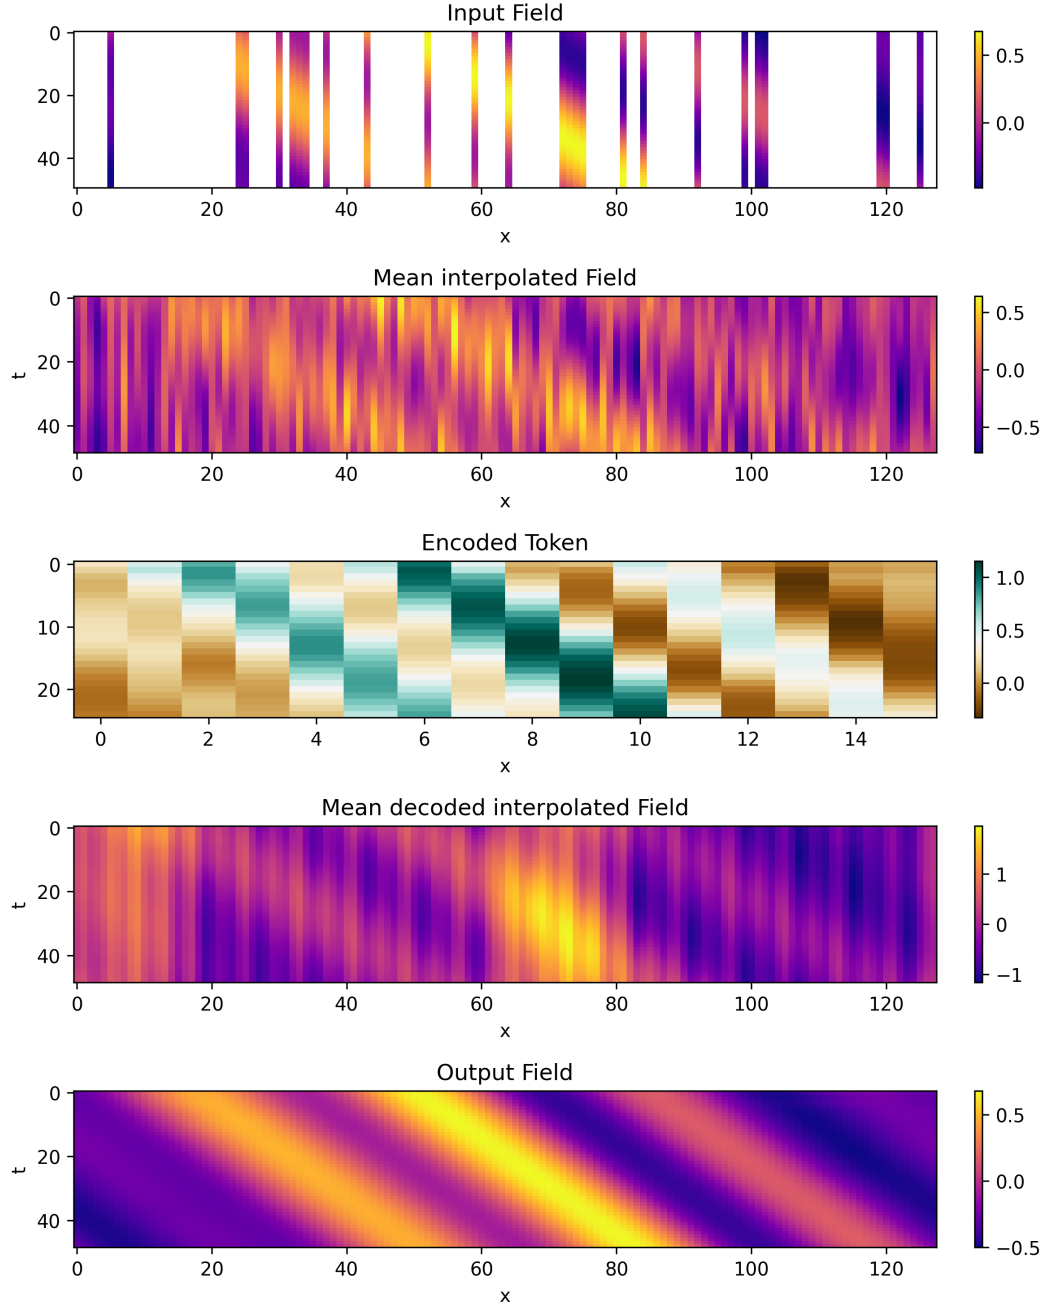 Input Field
0
20
40
0 20 40 60 80 100 120
x
0.5
0.0
Mean interpolated Field
t
0
20
40
0 20 40 60 80 100 120
x
0.5
0.0
−0.5
Encoded Token
0
10
20
0 2 4 6 8 10 12 14
x
1.0
0.5
0.0
Mean decoded interpolated Field
t
0
20
40
0 20 40 60 80 100 120
x
1
0
−1
Output Field
t
0
20
40
0 20 40 60 80 100 120
x
0.5
0.0
−0.5